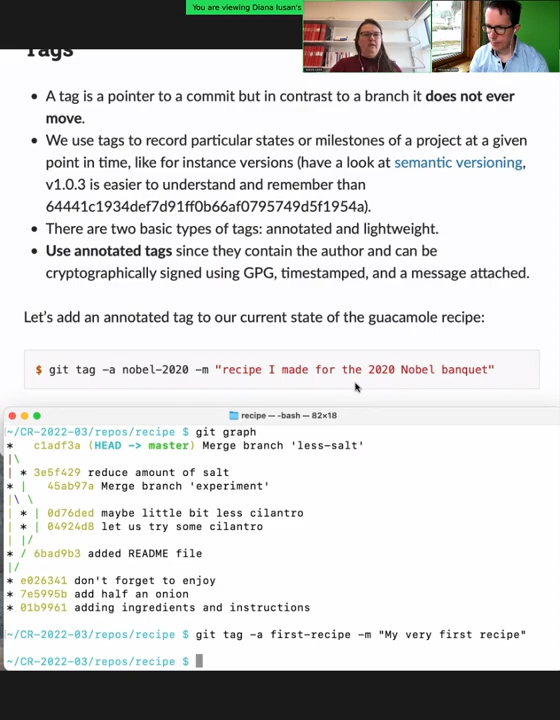 You are viewing Diana Iusan's
Tags
• A tag is a pointer to a commit but in contrast to a branch it does not ever
move.
• We use tags to record particular states or milestones of a project at a given
point in time, like for instance versions (have a look at semantic versioning,
v1.0.3 is easier to understand and remember than
64441c1934def7d91ff0b66af0795749d5f1954a).
• There are two basic types of tags: annotated and lightweight.
• Use annotated tags since they contain the author and can be
cryptographically signed using GPG, timestamped, and a message attached.
Let's add an annotated tag to our current state of the guacamole recipe:
$ git tag -a nobel-2020 -m "recipe I made for the 2020 Nobel banquet"
recipe — -bash — 82×18
~/CR-2022-03/repos/recipe $ git graph
*   c1adf3a (HEAD -> master) Merge branch 'less-salt'
|\
| * 3e5f429 reduce amount of salt
* |   45ab97a Merge branch 'experiment'
|\ \
| * | 0d76ded maybe little bit less cilantro
| * | 04924d8 let us try some cilantro
| |/
* / 6bad9b3 added README file
|/
* e026341 don't forget to enjoy
* 7e5995b add half an onion
* 01b9961 adding ingredients and instructions
~/CR-2022-03/repos/recipe $ git tag -a first-recipe -m "My very first recipe"
~/CR-2022-03/repos/recipe $